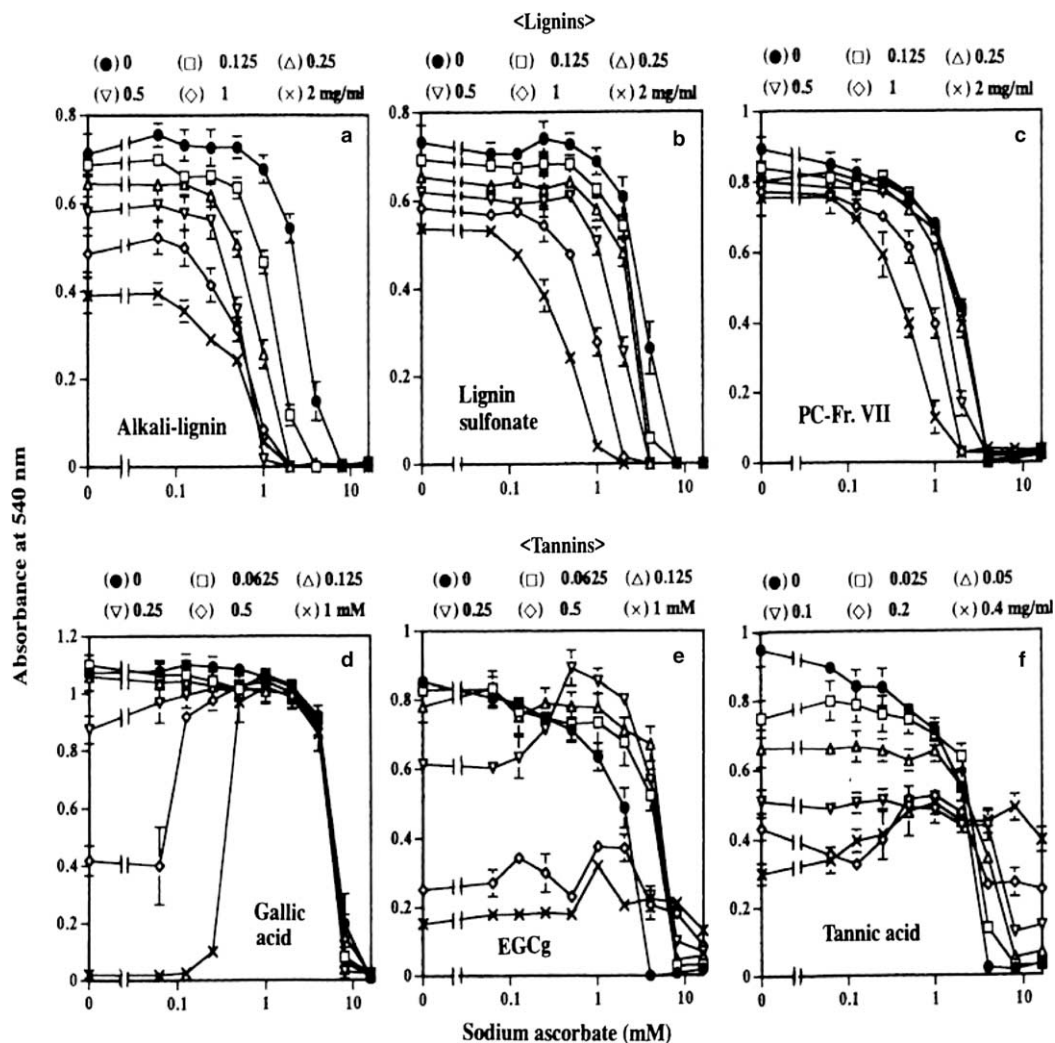 <Lignins>
(●) 0 (□) 0.125 (△) 0.25
(▽) 0.5 (◇) 1 (×) 2 mg/ml
(●) 0 (□) 0.125 (△) 0.25
(▽) 0.5 (◇) 1 (×) 2 mg/ml
(●) 0 (□) 0.125 (△) 0.25
(▽) 0.5 (◇) 1 (×) 2 mg/ml
a
0.8
0.6
0.4
0.2
0
Alkali-lignin
0 0.1 1 10
b
0.8
0.6
0.4
0.2
0
Lignin
sulfonate
0 0.1 1 10
c
1
0.8
0.6
0.4
0.2
0
PC-Fr. VII
0 0.1 1 10
Absorbance at 540 nm
<Tannins>
(●) 0 (□) 0.0625 (△) 0.125
(▽) 0.25 (◇) 0.5 (×) 1 mM
(●) 0 (□) 0.0625 (△) 0.125
(▽) 0.25 (◇) 0.5 (×) 1 mM
(●) 0 (□) 0.025 (△) 0.05
(▽) 0.1 (◇) 0.2 (×) 0.4 mg/ml
d
1.2
1
0.8
0.6
0.4
0.2
0
Gallic
acid
0 0.1 1 10
e
1
0.8
0.6
0.4
0.2
0
EGCg
0 0.1 1 10
f
1
0.8
0.6
0.4
0.2
0
Tannic acid
0 0.1 1 10
Sodium ascorbate (mM)